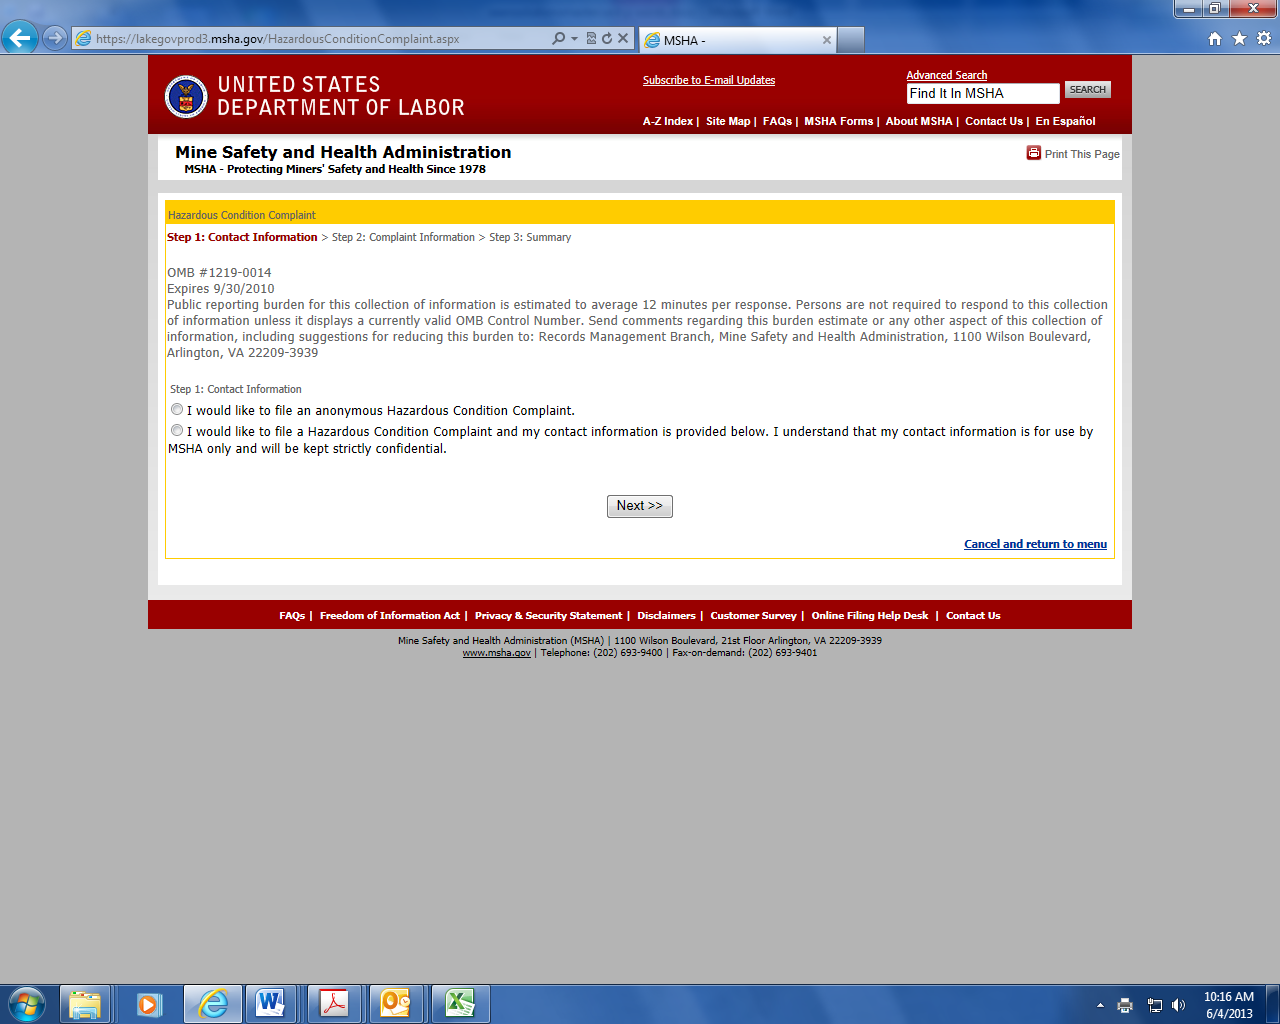 https://lakegovprod3.msha.gov/HazardousConditionComplaint.aspx
MSHA -
UNITED STATES
DEPARTMENT OF LABOR
Subscribe to E-mail Updates
Advanced Search
Find It In MSHA
SEARCH
A-Z Index | Site Map | FAQs | MSHA Forms | About MSHA | Contact Us | En Español
Mine Safety and Health Administration
MSHA - Protecting Miners' Safety and Health Since 1978
Print This Page
Hazardous Condition Complaint
Step 1: Contact Information > Step 2: Complaint Information > Step 3: Summary
OMB #1219-0014
Expires 9/30/2010
Public reporting burden for this collection of information is estimated to average 12 minutes per response. Persons are not required to respond to this collection
of information unless it displays a currently valid OMB Control Number. Send comments regarding this burden estimate or any other aspect of this collection of
information, including suggestions for reducing this burden to: Records Management Branch, Mine Safety and Health Administration, 1100 Wilson Boulevard,
Arlington, VA 22209-3939
Step 1: Contact Information
I would like to file an anonymous Hazardous Condition Complaint.
I would like to file a Hazardous Condition Complaint and my contact information is provided below. I understand that my contact information is for use by
MSHA only and will be kept strictly confidential.
Next >>
Cancel and return to menu
FAQs | Freedom of Information Act | Privacy & Security Statement | Disclaimers | Customer Survey | Online Filing Help Desk | Contact Us
Mine Safety and Health Administration (MSHA) | 1100 Wilson Boulevard, 21st Floor Arlington, VA 22209-3939
www.msha.gov | Telephone: (202) 693-9400 | Fax-on-demand: (202) 693-9401
10:16 AM
6/4/2013